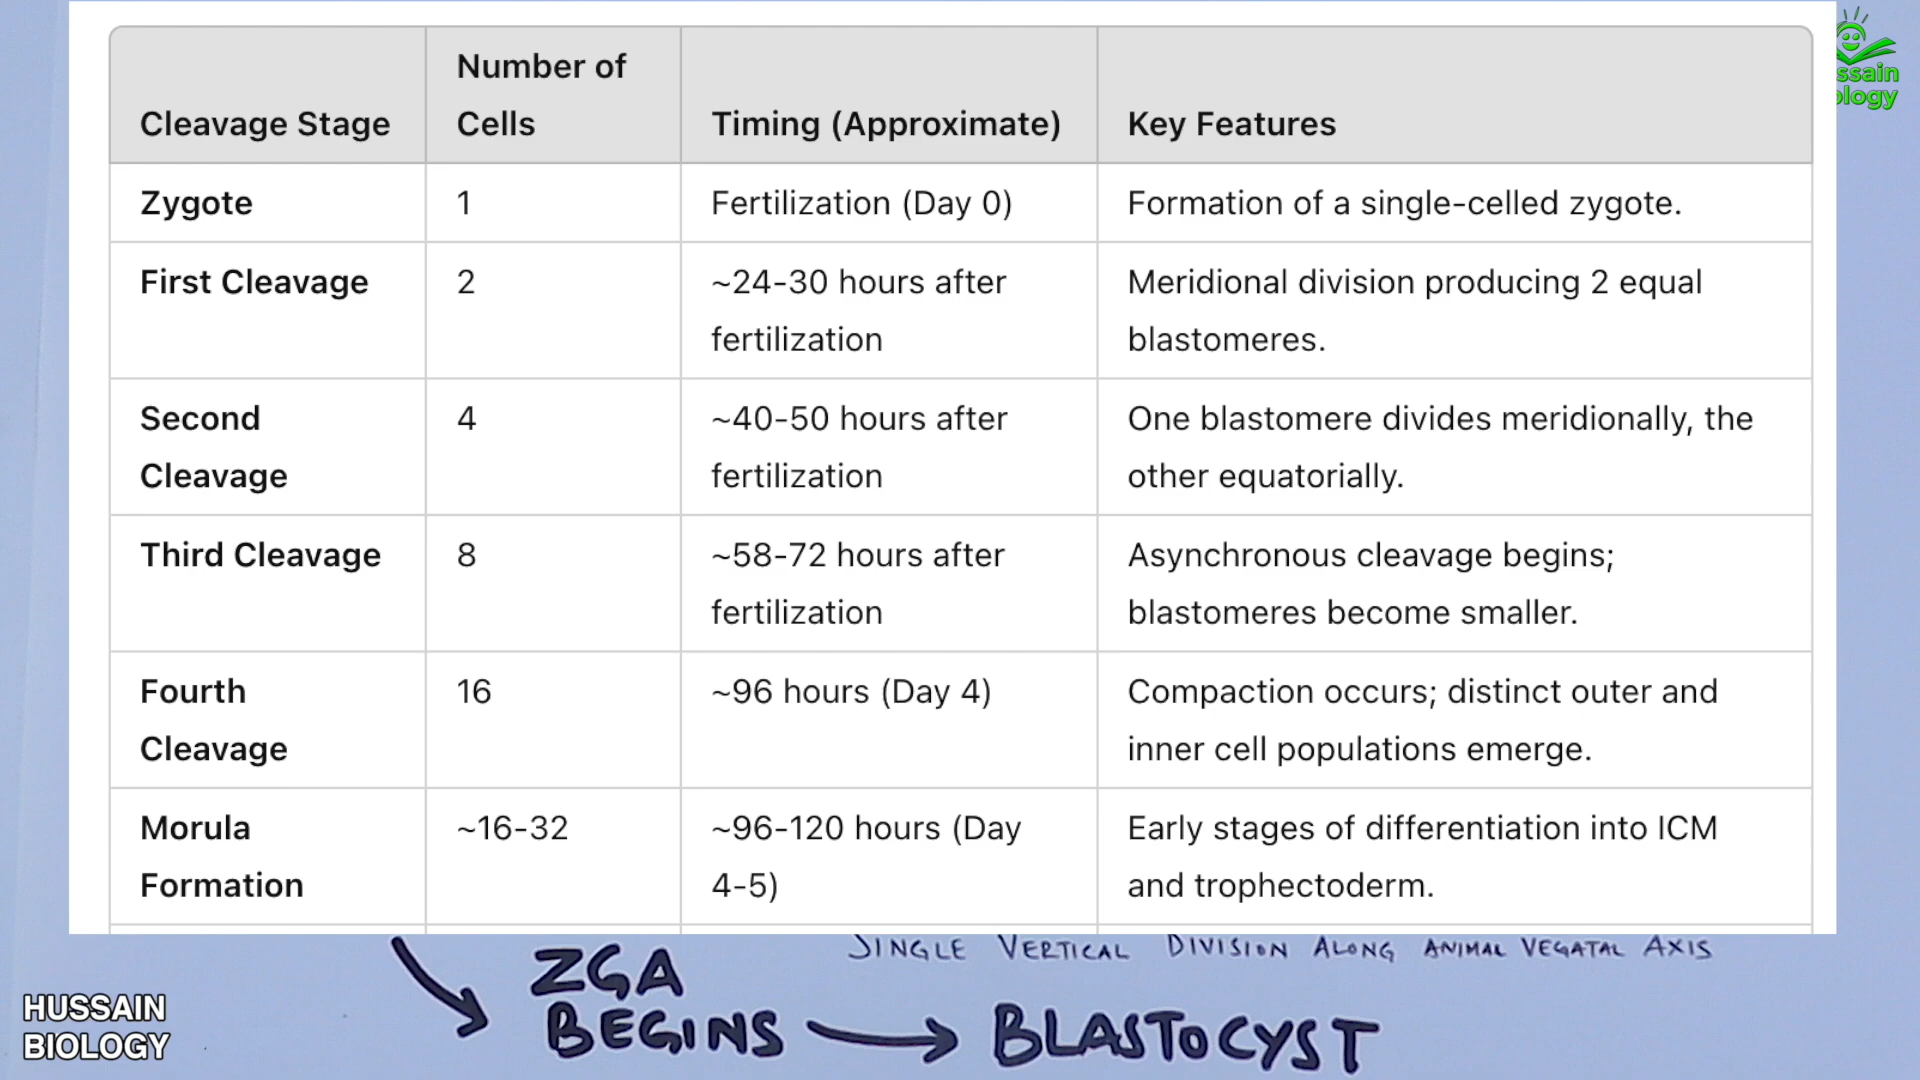 Cleavage Stage
Number of
Cells
Timing (Approximate)
Key Features
Zygote
1
Fertilization (Day 0)
Formation of a single-celled zygote.
First Cleavage
2
~24-30 hours after
fertilization
Meridional division producing 2 equal
blastomeres.
Second
Cleavage
4
~40-50 hours after
fertilization
One blastomere divides meridionally, the
other equatorially.
Third Cleavage
8
~58-72 hours after
fertilization
Asynchronous cleavage begins;
blastomeres become smaller.
Fourth
Cleavage
16
~96 hours (Day 4)
Compaction occurs; distinct outer and
inner cell populations emerge.
Morula
Formation
~16-32
~96-120 hours (Day
4-5)
Early stages of differentiation into ICM
and trophectoderm.
SINGLE VERTICAL DIVISION ALONG ANIMAL VEGATAL AXIS
ZGA
BEGINS
BLASTOCYST
HUSSAIN
BIOLOGY
ssain
ology